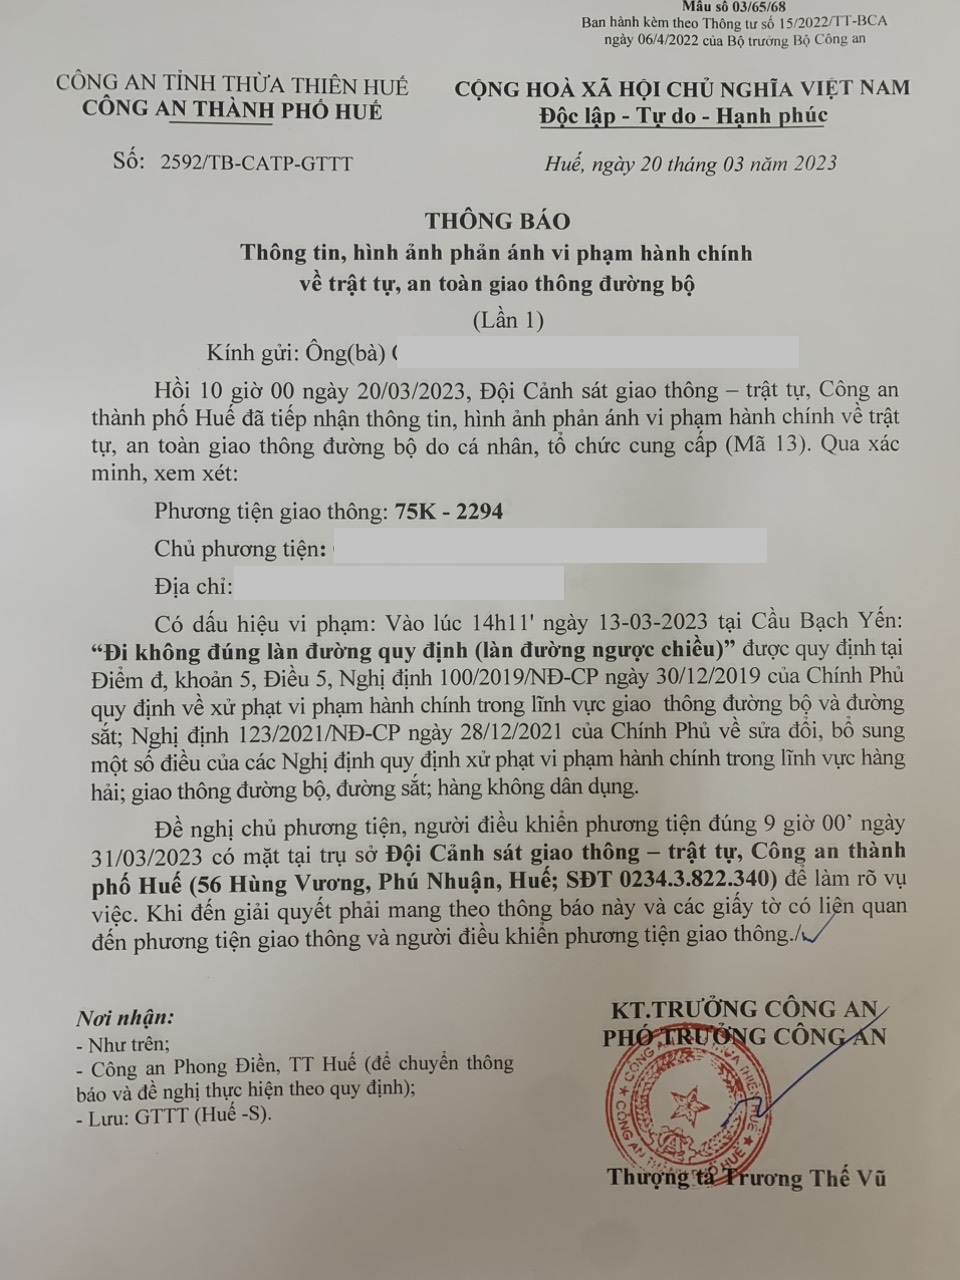 Mẫu số 03/65/68
Ban hành kèm theo Thông tư số 15/2022/TT-BCA
ngày 06/4/2022 của Bộ trưởng Bộ Công an
CÔNG AN TỈNH THỪA THIÊN HUẾ
CÔNG AN THÀNH PHỐ HUẾ
Số: 2592/TB-CATP-GTTT
CỘNG HOÀ XÃ HỘI CHỦ NGHĨA VIỆT NAM
Độc lập - Tự do - Hạnh phúc
Huế, ngày 20 tháng 03 năm 2023
THÔNG BÁO
Thông tin, hình ảnh phản ánh vi phạm hành chính
về trật tự, an toàn giao thông đường bộ
(Lần 1)
Kính gửi: Ông(bà)
Hồi 10 giờ 00 ngày 20/03/2023, Đội Cảnh sát giao thông – trật tự, Công an
thành phố Huế đã tiếp nhận thông tin, hình ảnh phản ánh vi phạm hành chính về trật
tự, an toàn giao thông đường bộ do cá nhân, tổ chức cung cấp (Mã 13). Qua xác
minh, xem xét:
Phương tiện giao thông: 75K - 2294
Chủ phương tiện:
Địa chỉ:
Có dấu hiệu vi phạm: Vào lúc 14h11' ngày 13-03-2023 tại Cầu Bạch Yến:
“Đi không đúng làn đường quy định (làn đường ngược chiều)” được quy định tại
Điểm đ, khoản 5, Điều 5, Nghị định 100/2019/NĐ-CP ngày 30/12/2019 của Chính Phủ
quy định về xử phạt vi phạm hành chính trong lĩnh vực giao thông đường bộ và đường
sắt; Nghị định 123/2021/NĐ-CP ngày 28/12/2021 của Chính Phủ về sửa đổi, bổ sung
một số điều của các Nghị định quy định xử phạt vi phạm hành chính trong lĩnh vực hàng
hải; giao thông đường bộ, đường sắt; hàng không dân dụng.
Đề nghị chủ phương tiện, người điều khiển phương tiện đúng 9 giờ 00’ ngày
31/03/2023 có mặt tại trụ sở Đội Cảnh sát giao thông – trật tự, Công an thành
phố Huế (56 Hùng Vương, Phú Nhuận, Huế; SĐT 0234.3.822.340) để làm rõ vụ
việc. Khi đến giải quyết phải mang theo thông báo này và các giấy tờ có liên quan
đến phương tiện giao thông và người điều khiển phương tiện giao thông./.
Nơi nhận:
- Như trên;
- Công an Phong Điền, TT Huế (để chuyển thông
báo và đề nghị thực hiện theo quy định);
- Lưu: GTTT (Huế -S).
KT.TRƯỞNG CÔNG AN
PHÓ TRƯỞNG CÔNG AN
Thượng tá Trương Thế Vũ